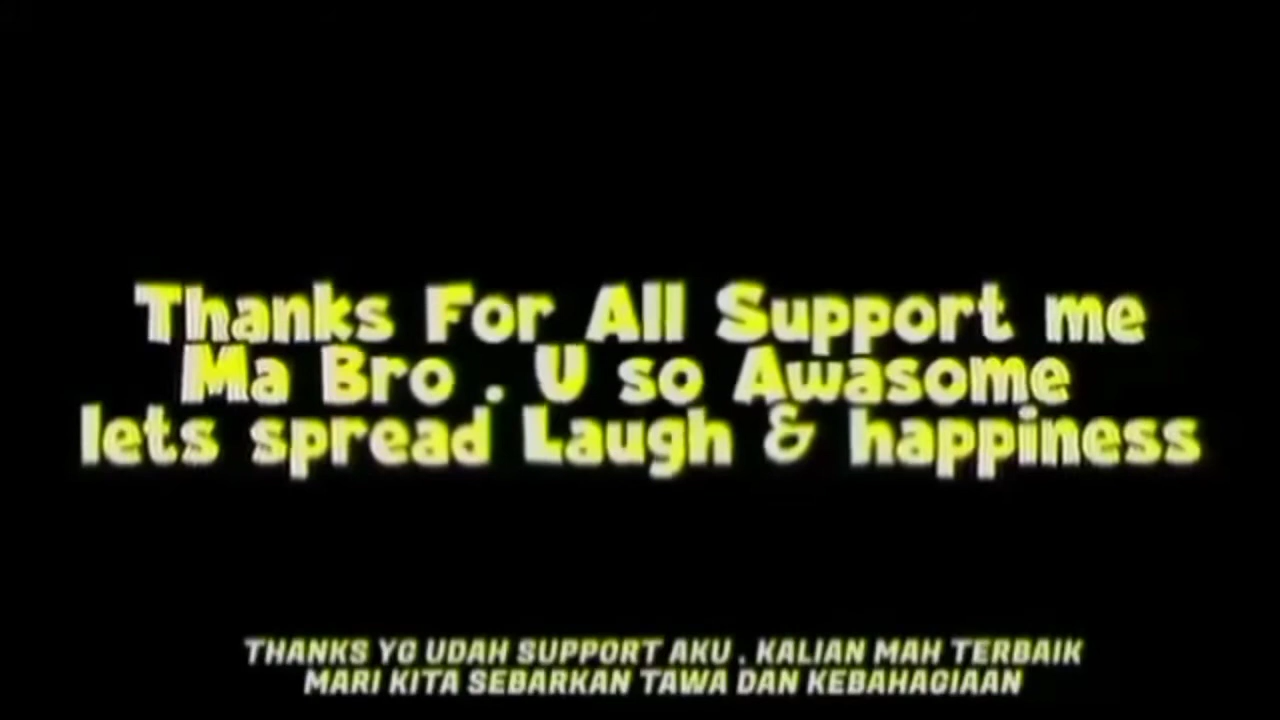 Thanks For All Support me
Ma Bro . U so Awasome
lets spread Laugh & happiness
THANKS YG UDAH SUPPORT AKU . KALIAN MAH TERBAIK
MARI KITA SEBARKAN TAWA DAN KEBAHAGIAAN